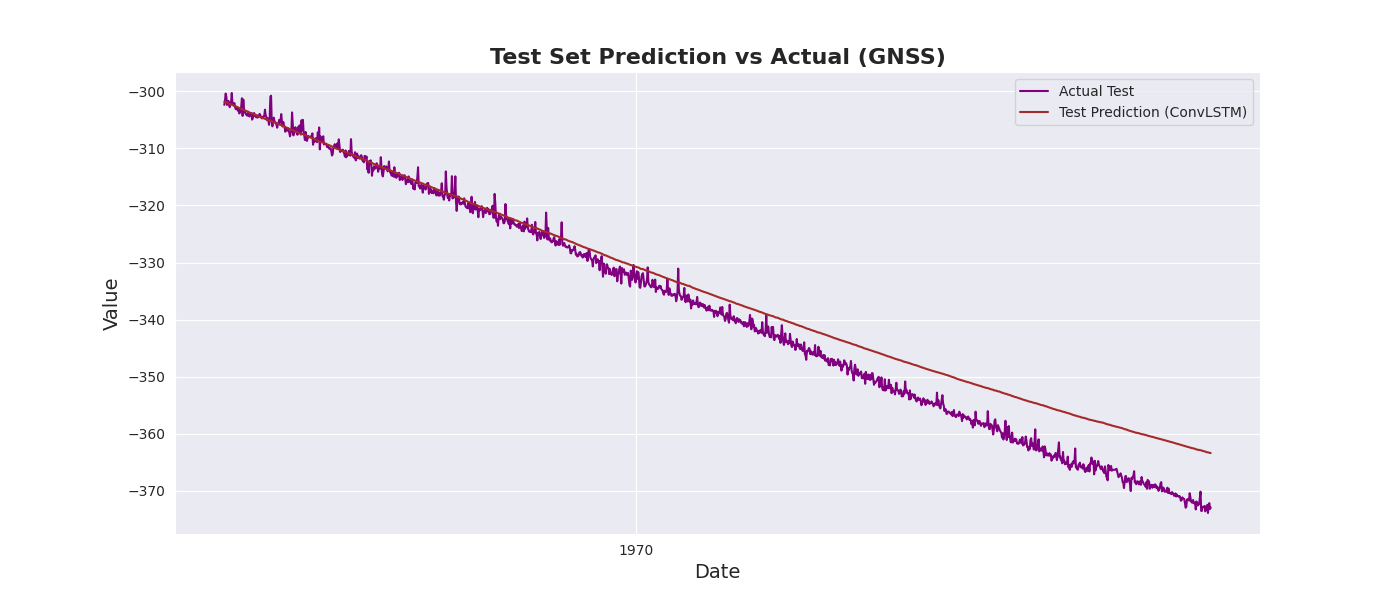 Test Set Prediction vs Actual (GNSS)
Actual Test
Test Prediction (ConvLSTM)
Value
−300
−310
−320
−330
−340
−350
−360
−370
1970
Date